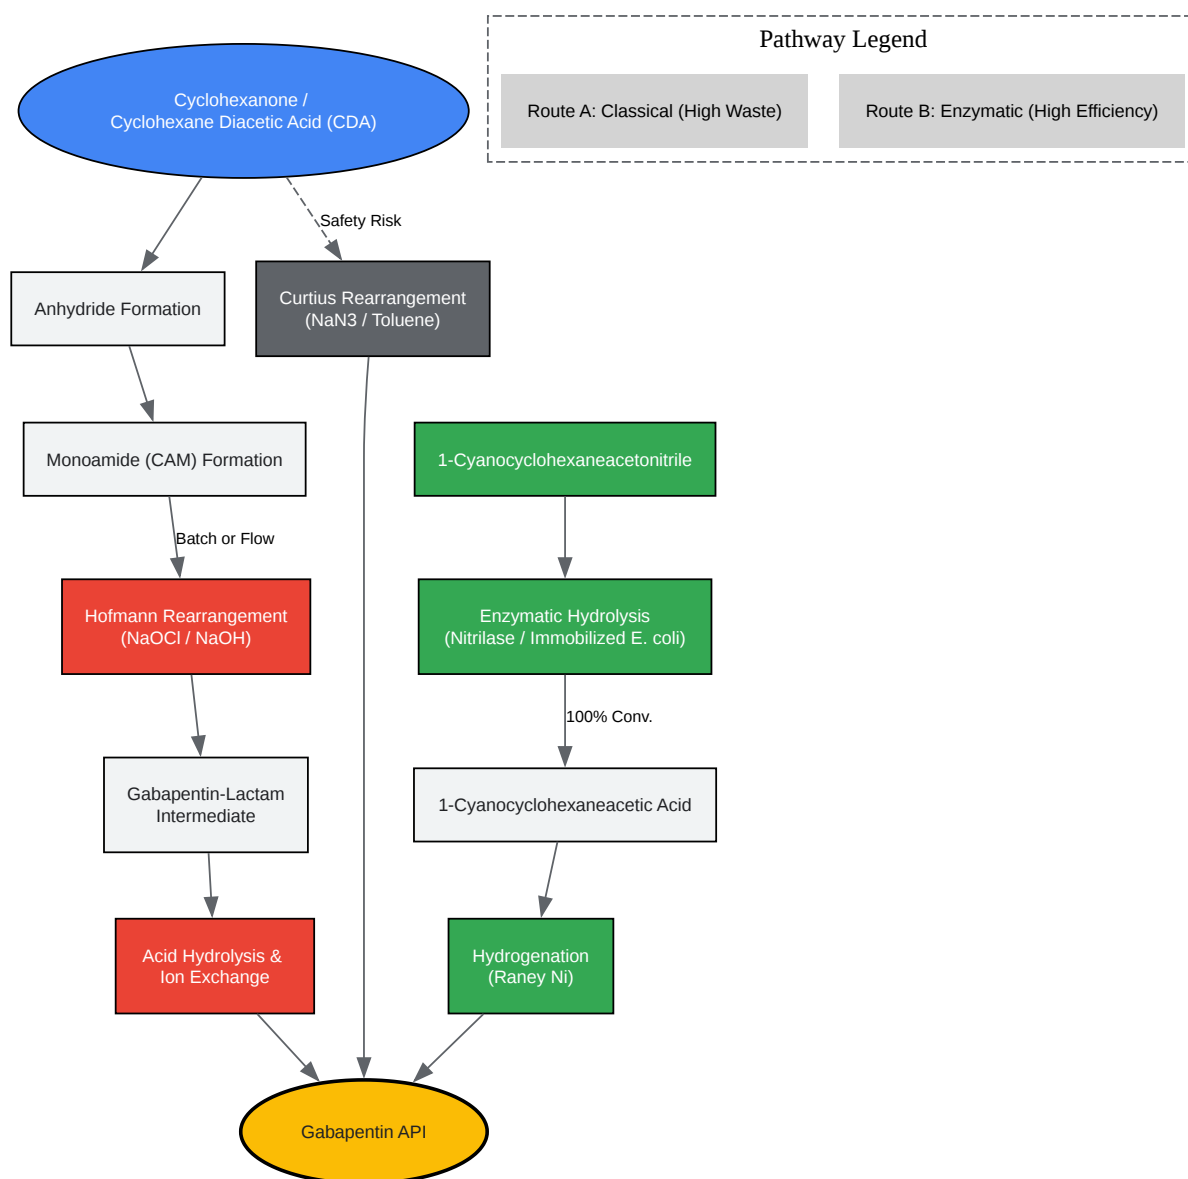 Pathway Legend
Route A: Classical (High Waste)
Route B: Enzymatic (High Efficiency)
Cyclohexanone /
Cyclohexane Diacetic Acid (CDA)
Safety Risk
Anhydride Formation
Curtius Rearrangement
(NaN3 / Toluene)
Monoamide (CAM) Formation
1-Cyanocyclohexaneacetonitrile
Batch or Flow
Hofmann Rearrangement
(NaOCl / NaOH)
Enzymatic Hydrolysis
(Nitrilase / Immobilized E. coli)
100% Conv.
Gabapentin-Lactam
Intermediate
1-Cyanocyclohexaneacetic Acid
Acid Hydrolysis &
Ion Exchange
Hydrogenation
(Raney Ni)
Gabapentin API